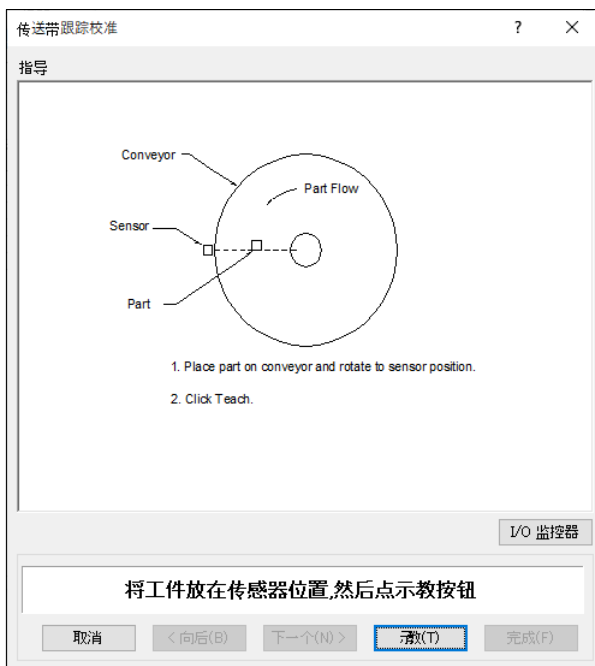 传送带跟踪校准
?
×
指导
Conveyor
Part Flow
Sensor
Part
1. Place part on conveyor and rotate to sensor position.
2. Click Teach.
I/O 监控器
将工件放在传感器位置,然后点示教按钮
取消
< 向后(B)
下一个(N) >
示教(T)
完成(F)